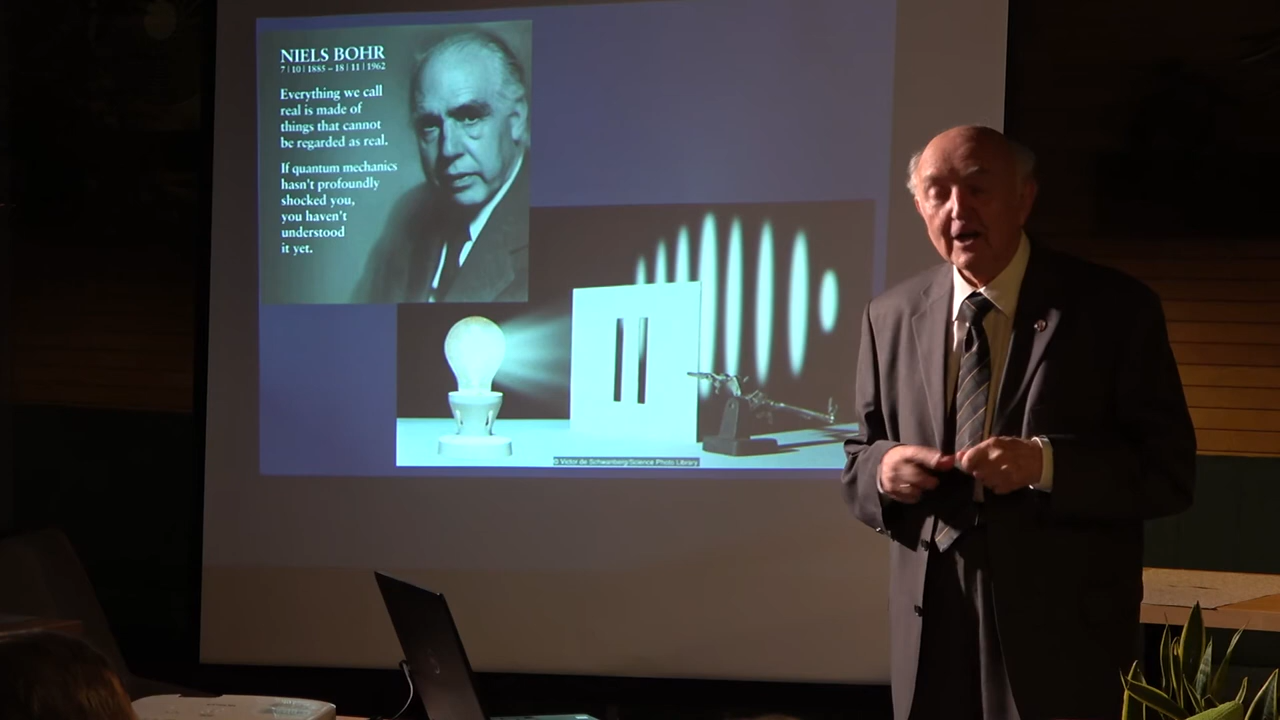 NIELS BOHR
7 | 10 | 1885 – 18 | 11 | 1962
Everything we call
real is made of
things that cannot
be regarded as real.
If quantum mechanics
hasn't profoundly
shocked you,
you haven't
understood
it yet.
© Victor de Schwanberg/Science Photo Library